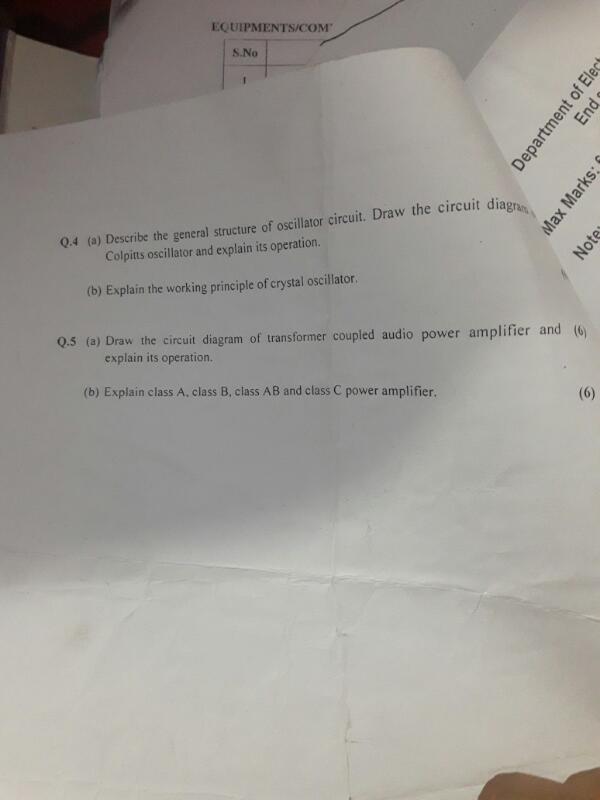 EQUIPMENTS/COM
S.No
1
Department of Elect
End
Max Marks: 6
Note:
Q.4 (a) Describe the general structure of oscillator circuit. Draw the circuit diagram
Colpitts oscillator and explain its operation.
(b) Explain the working principle of crystal oscillator.
Q.5 (a) Draw the circuit diagram of transformer coupled audio power amplifier and (6)
explain its operation.
(b) Explain class A, class B, class AB and class C power amplifier. (6)